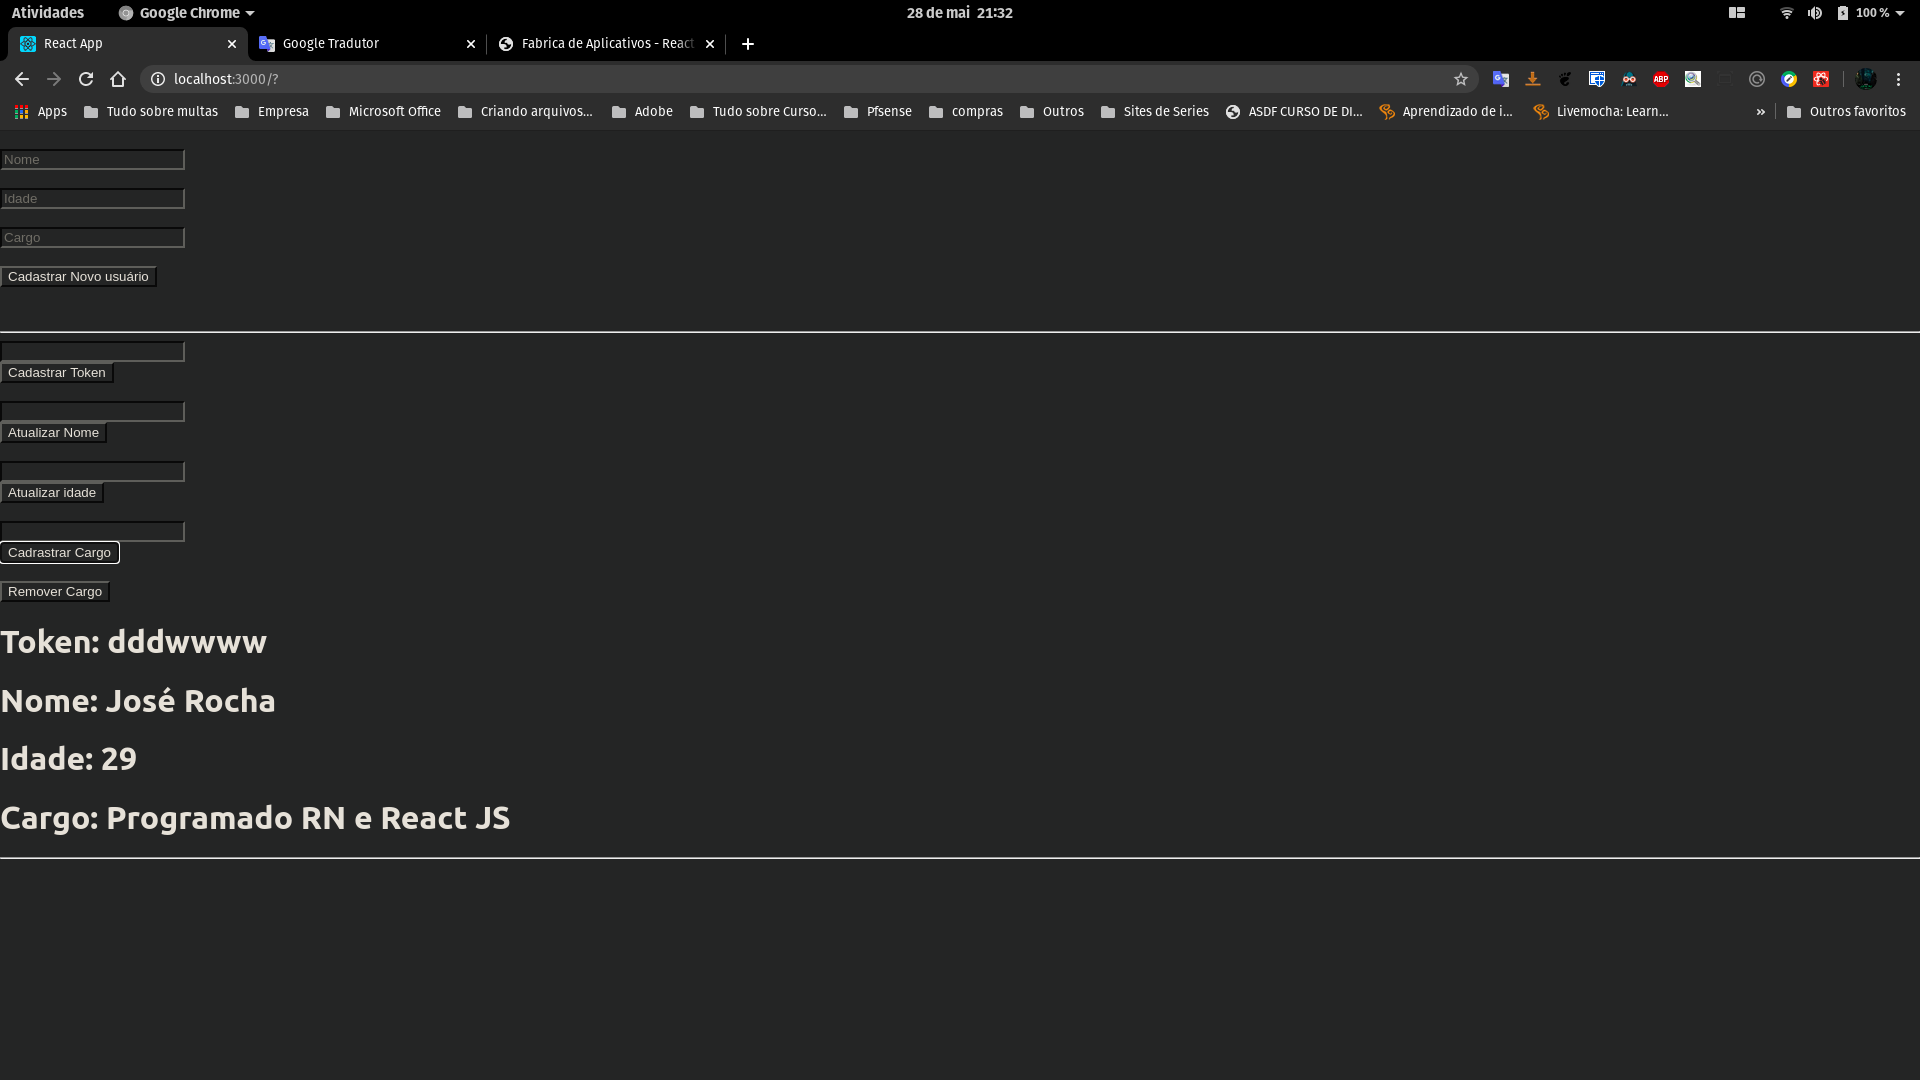 Atividades
Google Chrome
28 de mai 21:32
100 %
React App
Google Tradutor
Fabrica de Aplicativos - React
localhost:3000/?
ABP
Apps
Tudo sobre multas
Empresa
Microsoft Office
Criando arquivos...
Adobe
Tudo sobre Curso...
Pfsense
compras
Outros
Sites de Series
ASDF CURSO DE DI...
Aprendizado de i...
Livemocha: Learn...
»
Outros favoritos
Nome
Idade
Cargo
Cadastrar Novo usuário
Cadastrar Token
Atualizar Nome
Atualizar idade
Cadrastrar Cargo
Remover Cargo
Token: dddwwww
Nome: José Rocha
Idade: 29
Cargo: Programado RN e React JS